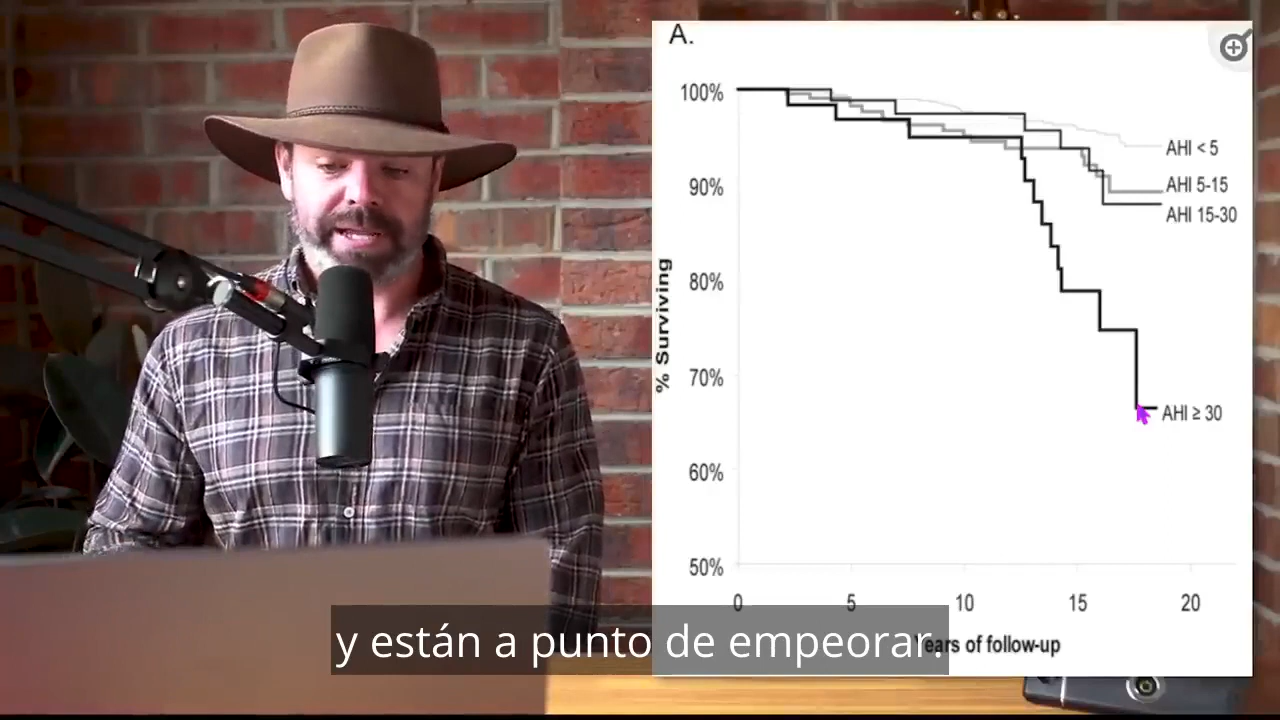 A.
100%
90%
80%
70%
60%
50%
% Surviving
AHI < 5
AHI 5-15
AHI 15-30
AHI ≥ 30
0 5 10 15 20
Years of follow-up
y están a punto de empeorar.